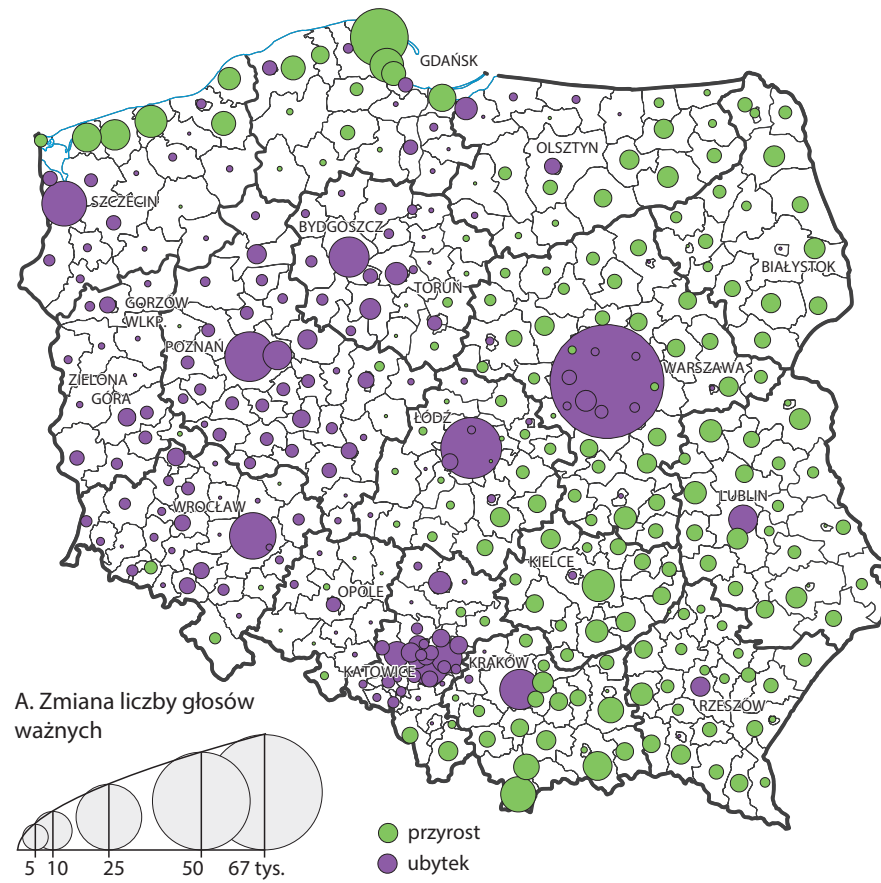 GDAŃSK
OLSZTYN
SZCZECIN
BYDGOSZCZ
BIAŁYSTOK
TORUŃ
GORZÓW
WLKP.
POZNAŃ
WARSZAWA
ZIELONA
GÓRA
ŁÓDŹ
WROCŁAW
LUBLIN
KIELCE
OPOLE
KATOWICE
KRAKÓW
RZESZÓW
A. Zmiana liczby głosów
ważnych
5 10 25 50 67 tys.
przyrost
ubytek